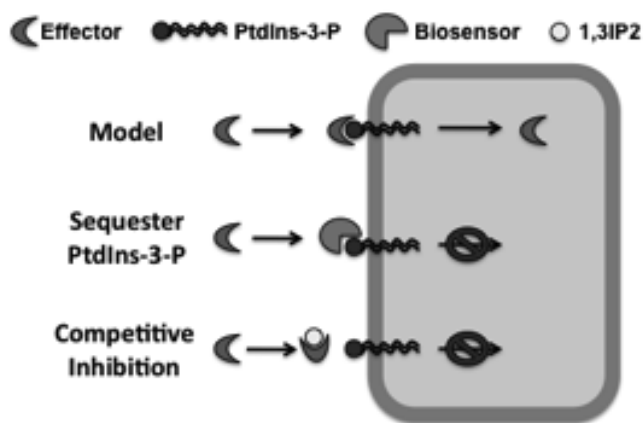 Effector PtdIns-3-P Biosensor 1,3IP2
Model
Sequester
PtdIns-3-P
Competitive
Inhibition